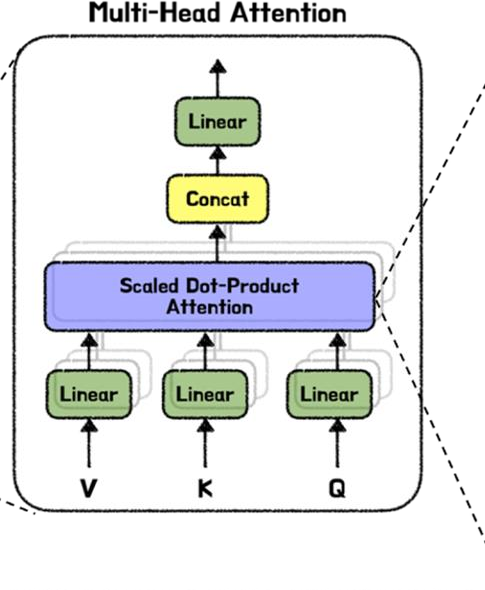 Multi-Head Attention
Linear
Concat
Scaled Dot-Product
Attention
Linear Linear Linear
V K Q